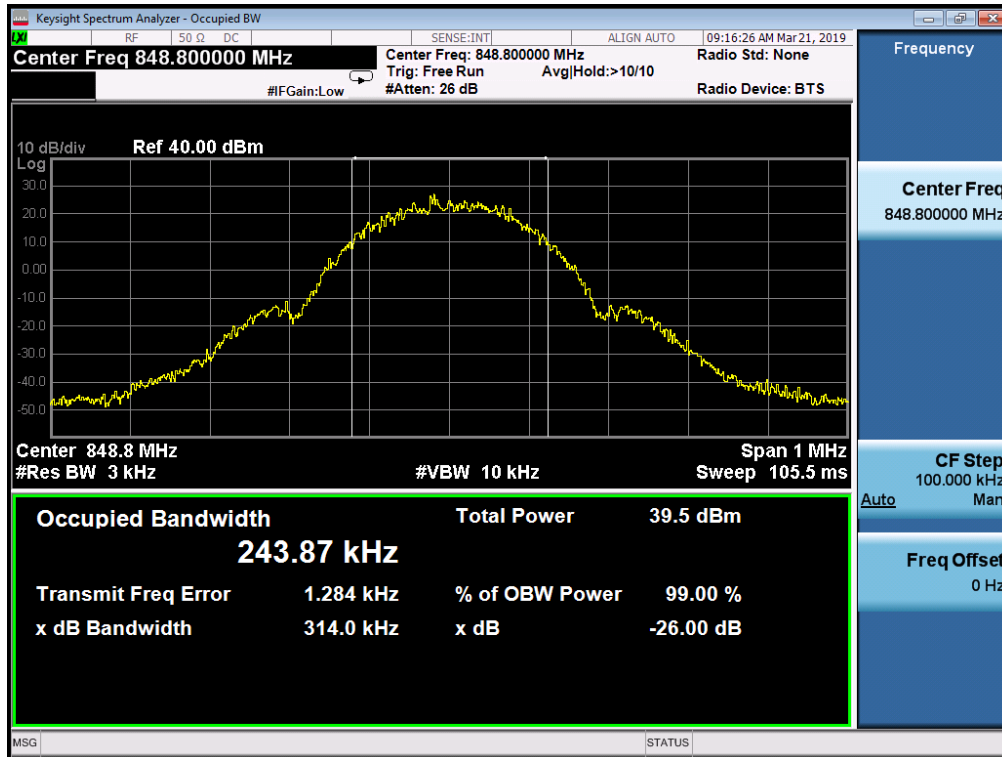 Keysight Spectrum Analyzer - Occupied BW
LXI RF 50 Ω DC SENSE:INT ALIGN AUTO 09:16:26 AM Mar 21, 2019
Center Freq 848.800000 MHz
Center Freq: 848.800000 MHz Radio Std: None
Trig: Free Run Avg|Hold:>10/10
#IFGain:Low #Atten: 26 dB Radio Device: BTS
10 dB/div Ref 40.00 dBm
Log
30.0
20.0
10.0
0.00
-10.0
-20.0
-30.0
-40.0
-50.0
Center 848.8 MHz Span 1 MHz
#Res BW 3 kHz #VBW 10 kHz Sweep 105.5 ms
Occupied Bandwidth Total Power 39.5 dBm
243.87 kHz
Transmit Freq Error 1.284 kHz % of OBW Power 99.00 %
x dB Bandwidth 314.0 kHz x dB -26.00 dB
MSG STATUS
Frequency
Center Freq
848.800000 MHz
CF Step
100.000 kHz
Auto Man
Freq Offset
0 Hz